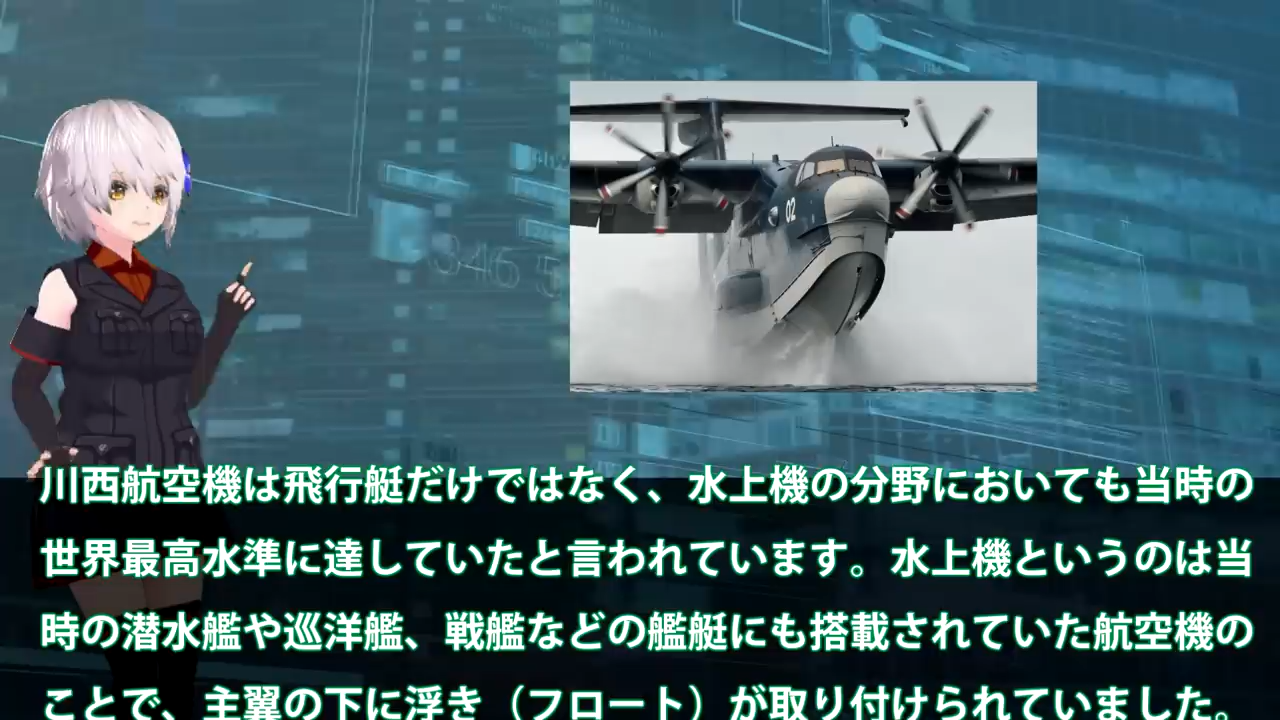 02
川西航空機は飛行艇だけではなく、水上機の分野においても当時の
世界最高水準に達していたと言われています。水上機というのは当
時の潜水艦や巡洋艦、戦艦などの艦艇にも搭載されていた航空機の
ことで、主翼の下に浮き（フロート）が取り付けられていました。